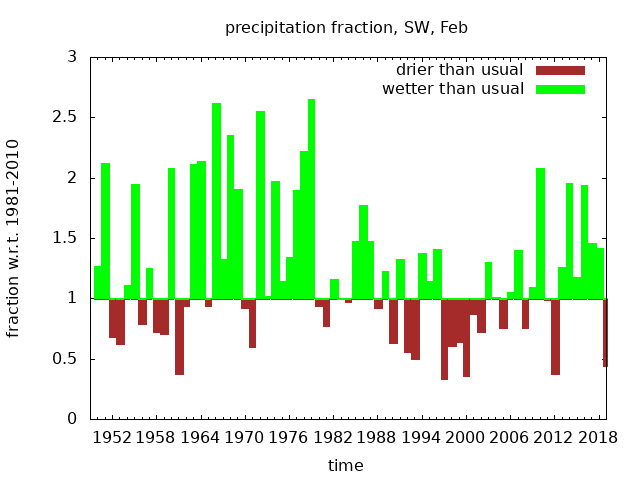 precipitation fraction, SW, Feb
drier than usual
wetter than usual
fraction w.r.t. 1981-2010
3
2.5
2
1.5
1
0.5
0
1952 1958 1964 1970 1976 1982 1988 1994 2000 2006 2012 2018
time